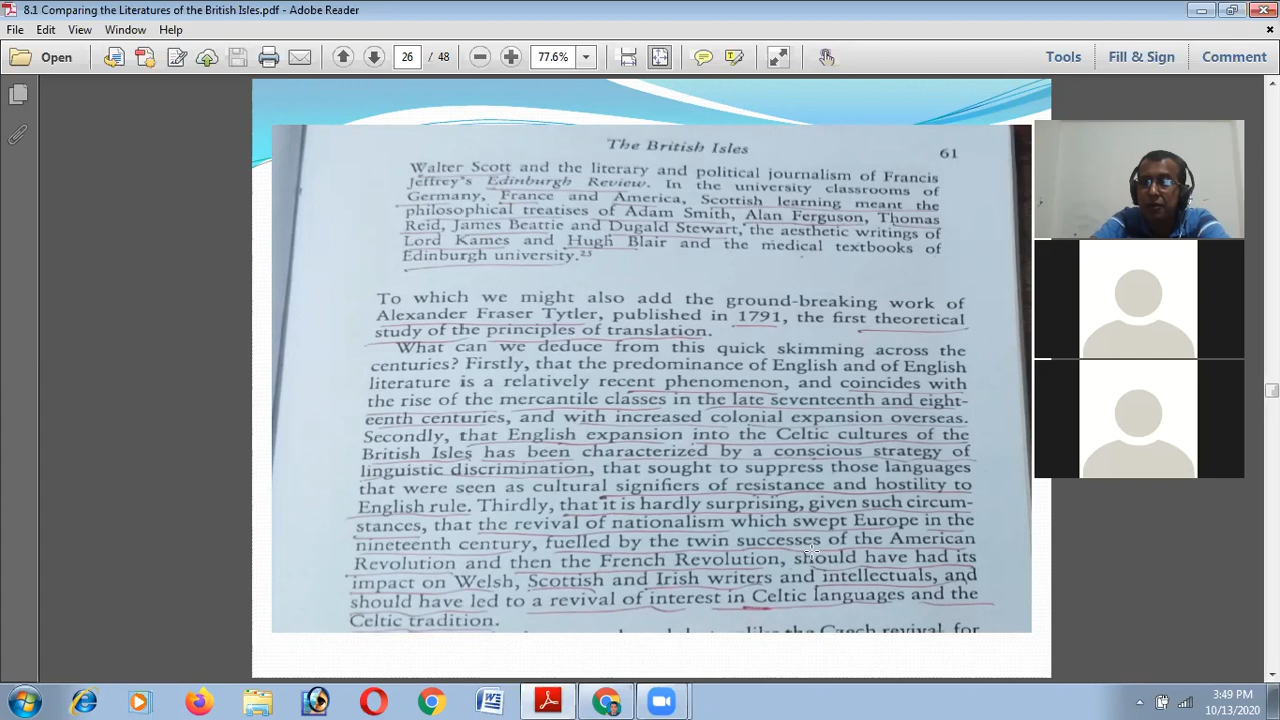 8.1 Comparing the Literatures of the British Isles.pdf - Adobe Reader
File Edit View Window Help
Open 26 / 48 77.6% Tools Fill & Sign Comment
The British Isles
61
Walter Scott and the literary and political journalism of Francis
Jeffrey's Edinburgh Review. In the university classrooms of
Germany, France and America, Scottish learning meant the
philosophical treatises of Adam Smith, Alan Ferguson, Thomas
Reid, James Beattie and Dugald Stewart, the aesthetic writings of
Lord Kames and Hugh Blair and the medical textbooks of
Edinburgh university.²³
To which we might also add the ground-breaking work of
Alexander Fraser Tytler, published in 1791, the first theoretical
study of the principles of translation.
What can we deduce from this quick skimming across the
centuries? Firstly, that the predominance of English and of English
literature is a relatively recent phenomenon, and coincides with
the rise of the mercantile classes in the late seventeenth and eight-
eenth centuries, and with increased colonial expansion overseas.
Secondly, that English expansion into the Celtic cultures of the
British Isles has been characterized by a conscious strategy of
linguistic discrimination, that sought to suppress those languages
that were seen as cultural signifiers of resistance and hostility to
English rule. Thirdly, that it is hardly surprising, given such circum-
stances, that the revival of nationalism which swept Europe in the
nineteenth century, fuelled by the twin successes of the American
Revolution and then the French Revolution, should have had its
impact on Welsh, Scottish and Irish writers and intellectuals, and
should have led to a revival of interest in Celtic languages and the
Celtic tradition.
like the Czech revival, for
3:49 PM
10/13/2020